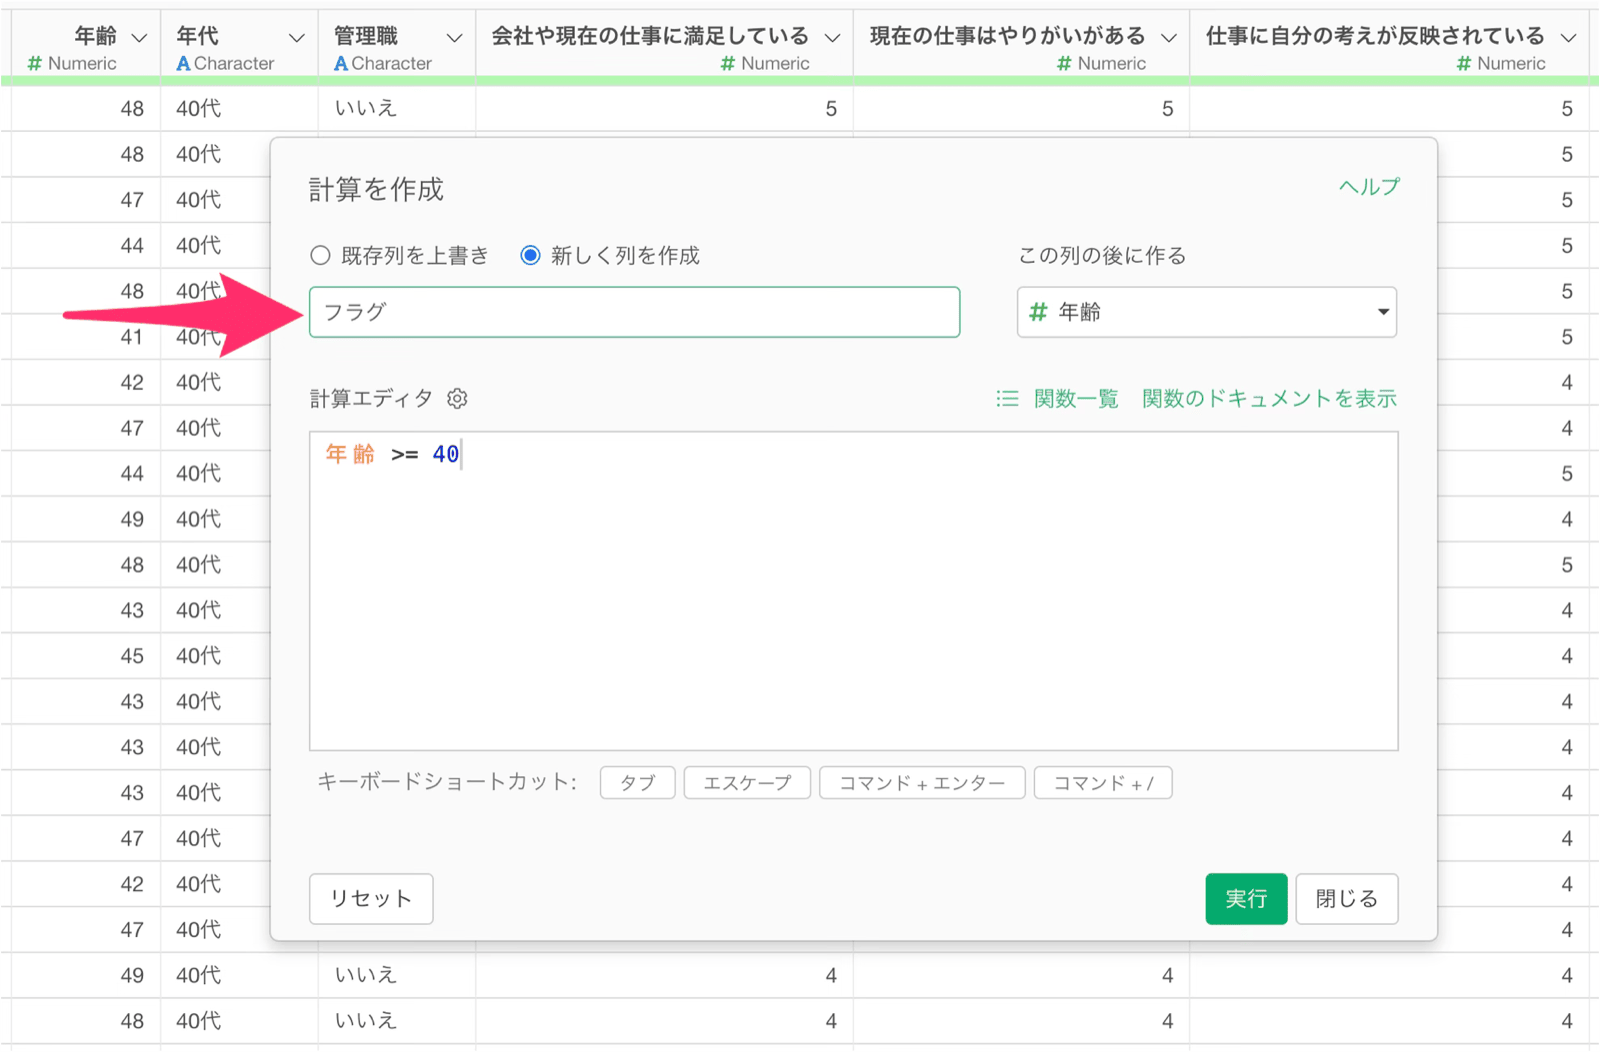 年齢 年代 管理職 会社や現在の仕事に満足している 現在の仕事はやりがいがある 仕事に自分の考えが反映されている
# Numeric A Character A Character # Numeric # Numeric # Numeric
48 40代 いいえ 5 5 5
48 40代 5
47 40代 5
44 40代 5
48 40代 5
41 40代 5
42 40代 4
47 40代 4
44 40代 5
49 40代 4
48 40代 5
43 40代 4
45 40代 4
43 40代 4
43 40代 4
43 40代 4
47 40代 4
42 40代 4
47 40代 4
49 40代 いいえ 4 4 4
48 40代 いいえ 4 4 4
計算を作成 ヘルプ
既存列を上書き 新しく列を作成 この列の後に作る
フラグ # 年齢
計算エディタ 関数一覧 関数のドキュメントを表示
年齢 >= 40
キーボードショートカット: タブ エスケープ コマンド + エンター コマンド + /
リセット 実行 閉じる